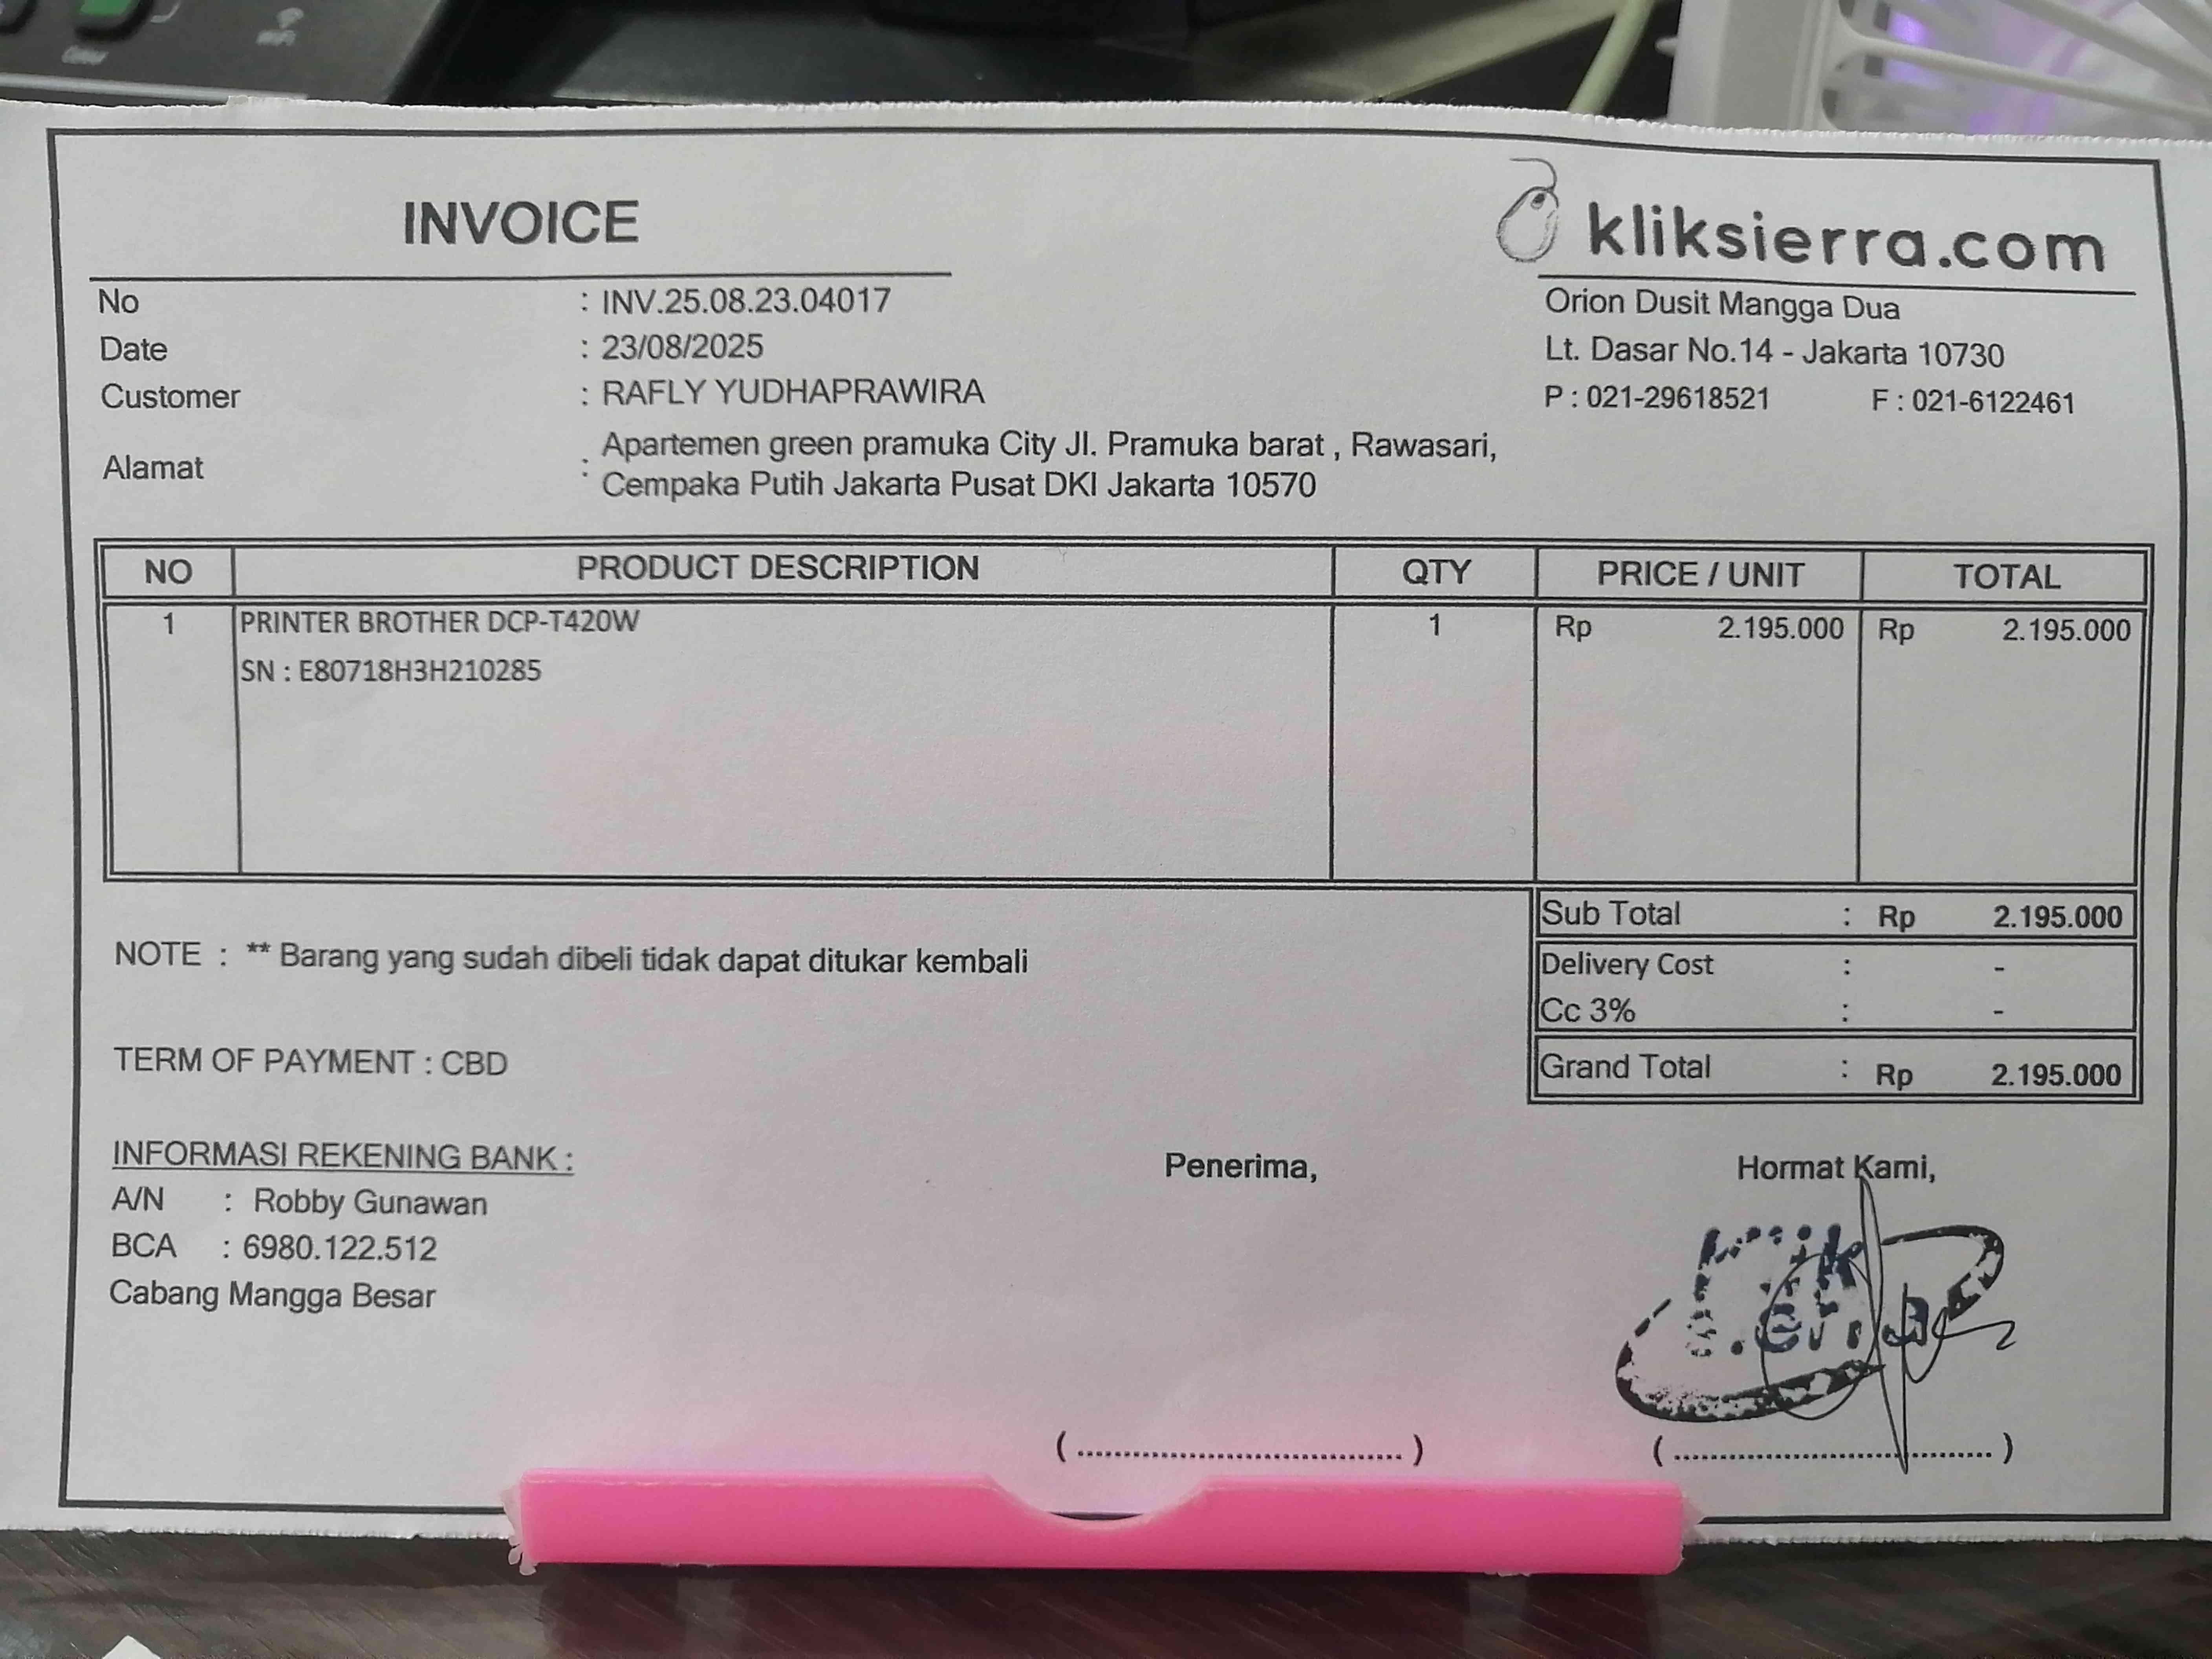 INVOICE
kliksierra.com
No : INV.25.08.23.04017
Date : 23/08/2025
Customer : RAFLY YUDHAPRAWIRA
Alamat : Apartemen green pramuka City Jl. Pramuka barat , Rawasari,
Cempaka Putih Jakarta Pusat DKI Jakarta 10570
Orion Dusit Mangga Dua
Lt. Dasar No.14 - Jakarta 10730
P : 021-29618521 F : 021-6122461
NO PRODUCT DESCRIPTION QTY PRICE / UNIT TOTAL
1 PRINTER BROTHER DCP-T420W 1 Rp 2.195.000 Rp 2.195.000
SN : E80718H3H210285
Sub Total : Rp 2.195.000
Delivery Cost : -
Cc 3% : -
Grand Total : Rp 2.195.000
NOTE : ** Barang yang sudah dibeli tidak dapat ditukar kembali
TERM OF PAYMENT : CBD
INFORMASI REKENING BANK :
A/N : Robby Gunawan
BCA : 6980.122.512
Cabang Mangga Besar
Penerima,
(................................)
Hormat Kami,
(................................)